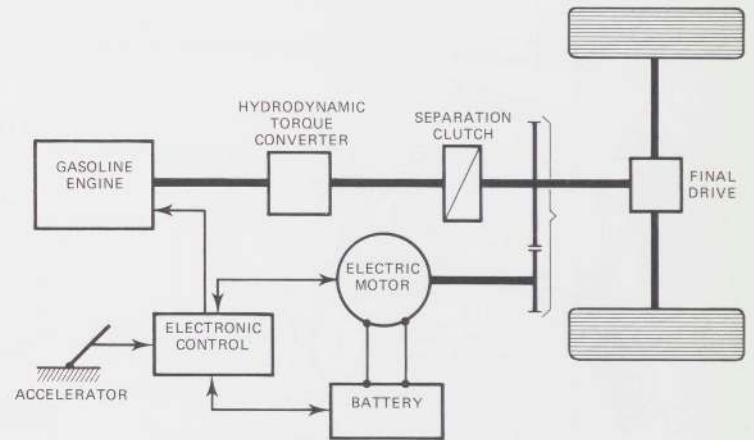 HYDRODYNAMIC
TORQUE
CONVERTER
SEPARATION
CLUTCH
GASOLINE
ENGINE
FINAL
DRIVE
ELECTRIC
MOTOR
ELECTRONIC
CONTROL
ACCELERATOR
BATTERY